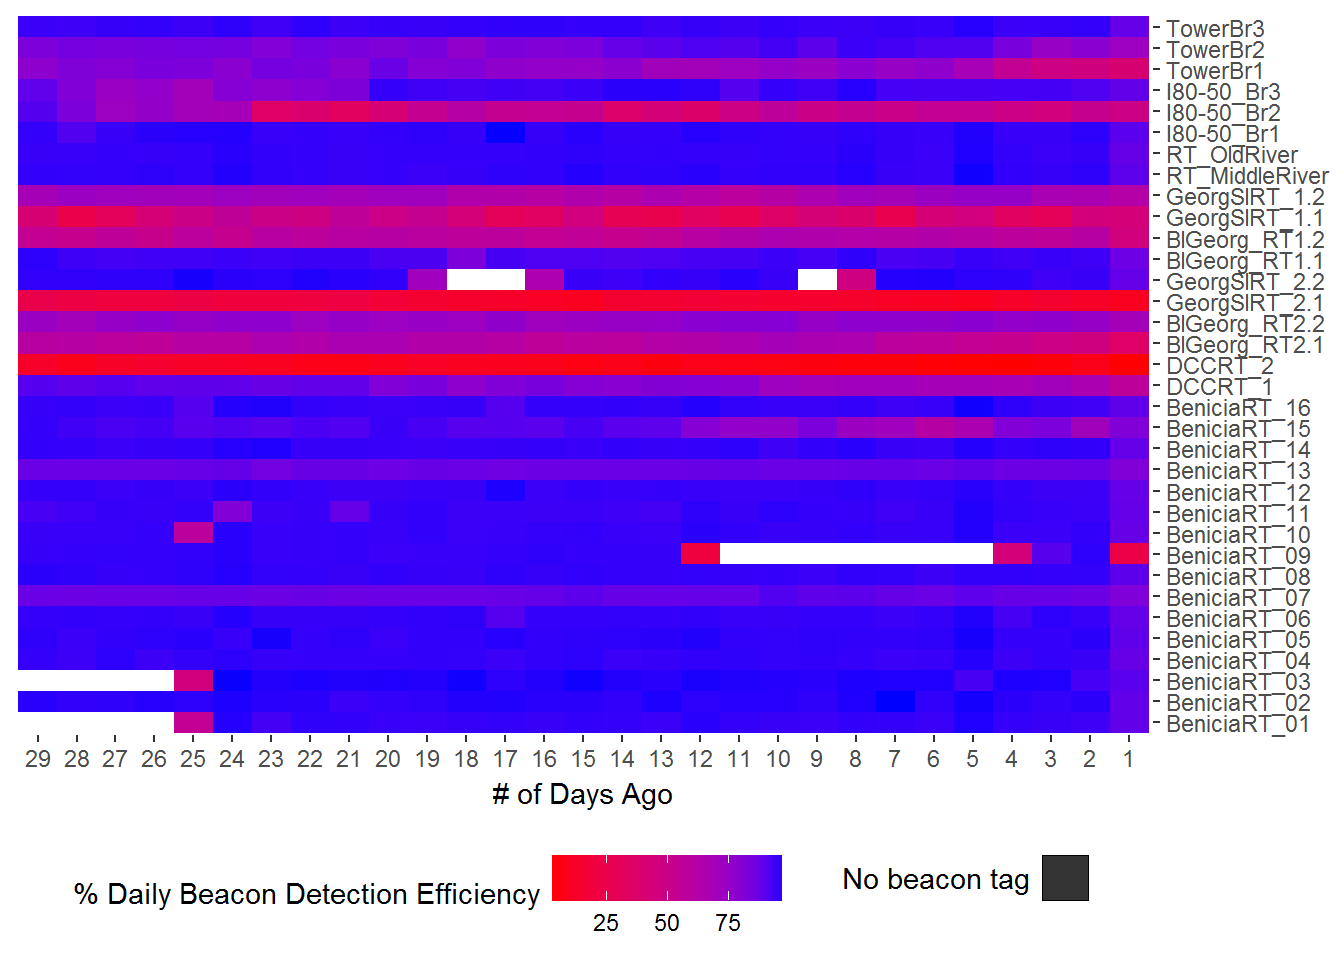 TowerBr3
TowerBr2
TowerBr1
I80-50_Br3
I80-50_Br2
I80-50_Br1
RT_OldRiver
RT_MiddleRiver
GeorgSlRT_1.2
GeorgSlRT_1.1
BlGeorg_RT1.2
BlGeorg_RT1.1
GeorgSlRT_2.2
GeorgSlRT_2.1
BlGeorg_RT2.2
BlGeorg_RT2.1
DCCRT_2
DCCRT_1
BeniciaRT_16
BeniciaRT_15
BeniciaRT_14
BeniciaRT_13
BeniciaRT_12
BeniciaRT_11
BeniciaRT_10
BeniciaRT_09
BeniciaRT_08
BeniciaRT_07
BeniciaRT_06
BeniciaRT_05
BeniciaRT_04
BeniciaRT_03
BeniciaRT_02
BeniciaRT_01
29 28 27 26 25 24 23 22 21 20 19 18 17 16 15 14 13 12 11 10 9 8 7 6 5 4 3 2 1
# of Days Ago
% Daily Beacon Detection Efficiency
25 50 75
No beacon tag